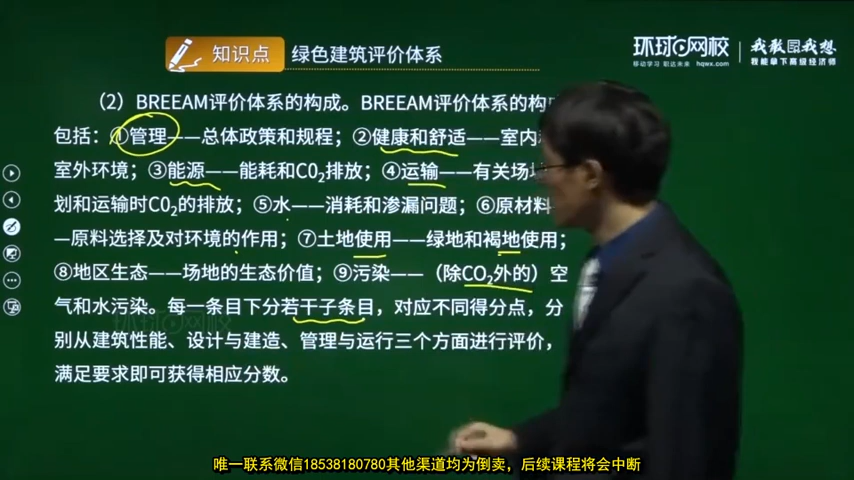 知识点 绿色建筑评价体系
环球网校 我敢我想
移动学习 职达未来 hqwx.com 我能拿下高级经济师
（2）BREEAM评价体系的构成。BREEAM评价体系的构
包括：①管理——总体政策和规程；②健康和舒适——室内
室外环境；③能源——能耗和CO2排放；④运输——有关场
划和运输时CO2的排放；⑤水——消耗和渗漏问题；⑥原材料
—原料选择及对环境的作用；⑦土地使用——绿地和褐地使用；
⑧地区生态——场地的生态价值；⑨污染——（除CO2外的）空
气和水污染。每一条目下分若干子条目，对应不同得分点，分
别从建筑性能、设计与建造、管理与运行三个方面进行评价，
满足要求即可获得相应分数。
环球网校
唯一联系微信18538180780其他渠道均为倒卖，后续课程将会中断